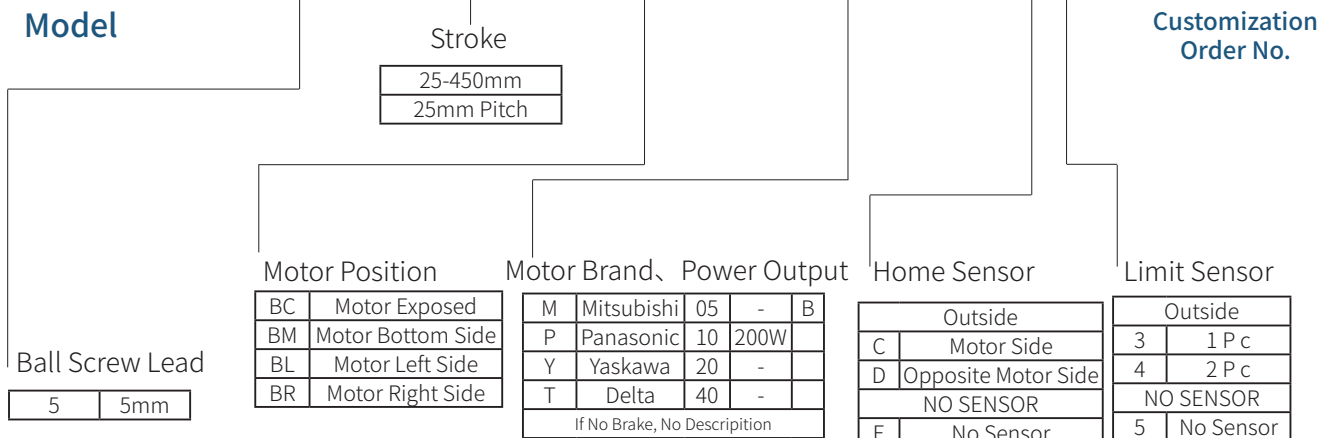 Model
Customization
Order No.
Stroke
25-450mm
25mm Pitch
Motor Position
BC Motor Exposed
BM Motor Bottom Side
BL Motor Left Side
BR Motor Right Side
Motor Brand、Power Output
M Mitsubishi 05 - B
P Panasonic 10 200W
Y Yaskawa 20 -
T Delta 40 -
If No Brake, No Descripition
Home Sensor
Outside
C Motor Side
D Opposite Motor Side
NO SENSOR
E No Sensor
Limit Sensor
Outside
3 1 P c
4 2 P c
NO SENSOR
5 No Sensor
Ball Screw Lead
5 5mm